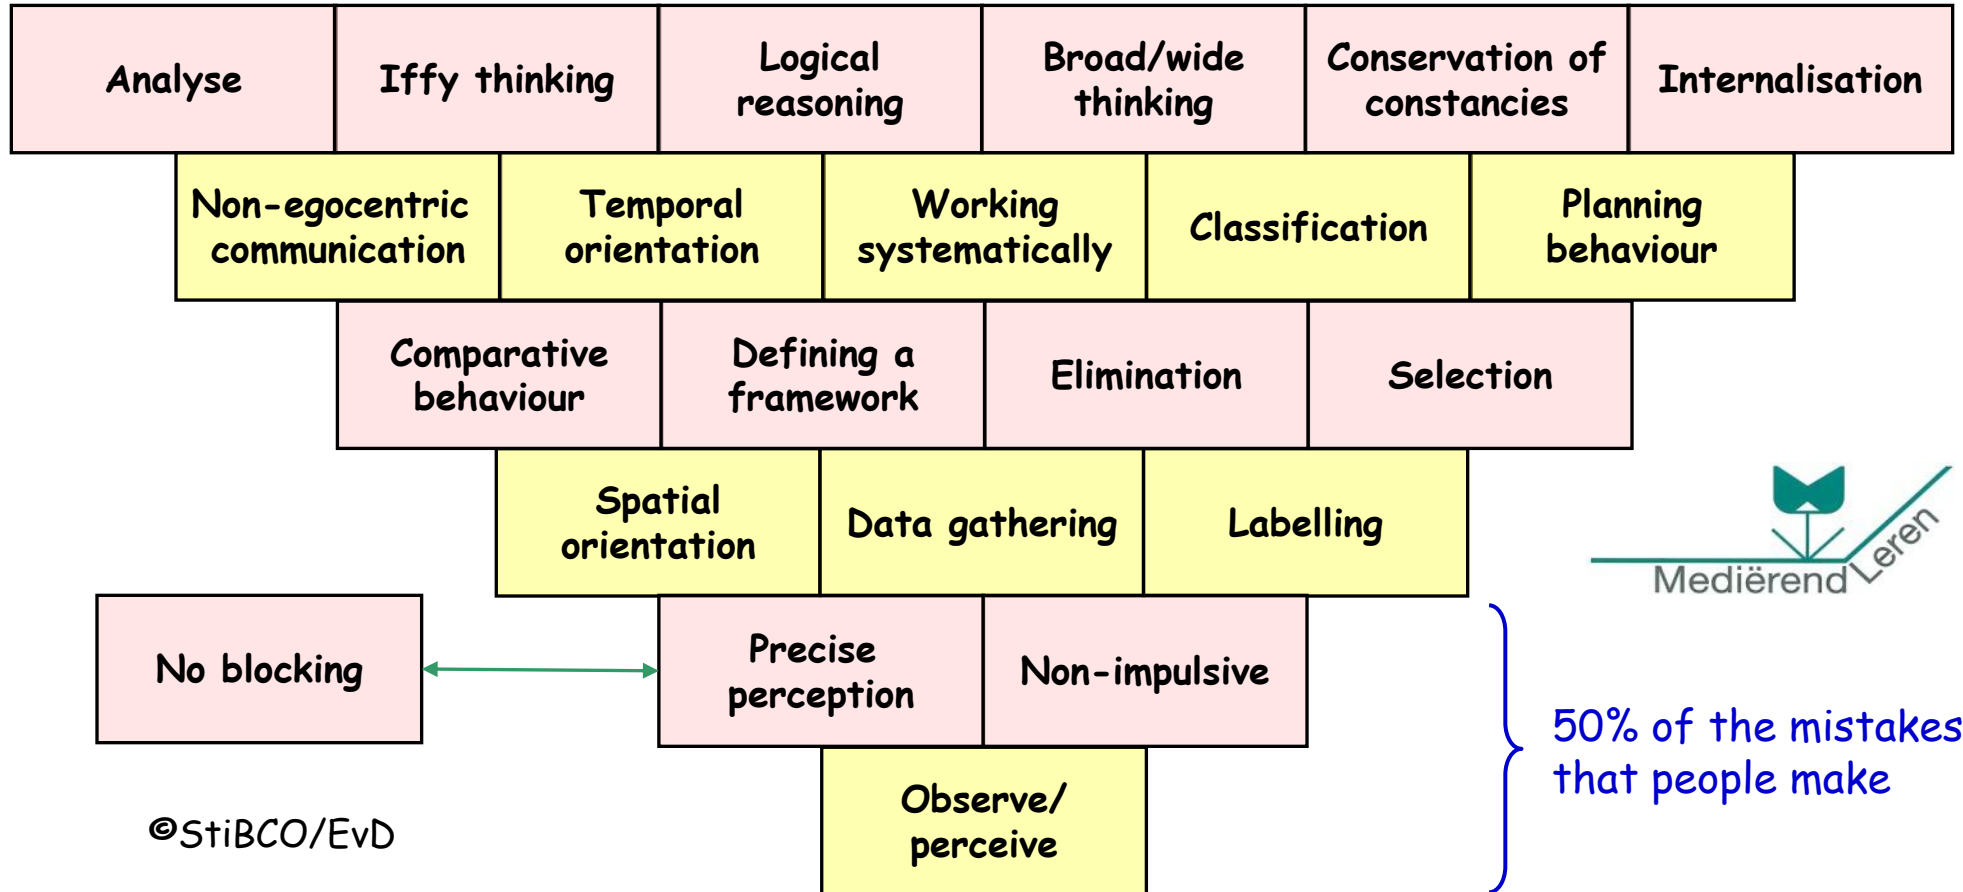 Analyse
Iffy thinking
Logical
reasoning
Broad/wide
thinking
Conservation of
constancies
Internalisation
Non-egocentric
communication
Temporal
orientation
Working
systematically
Classification
Planning
behaviour
Comparative
behaviour
Defining a
framework
Elimination
Selection
Spatial
orientation
Data gathering
Labelling
Mediërend Leren
No blocking
Precise
perception
Non-impulsive
50% of the mistakes
that people make
Observe/
perceive
©StiBCO/EvD